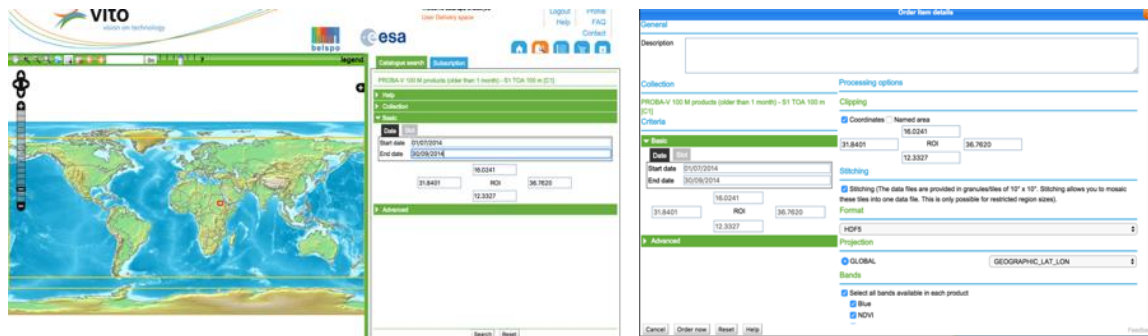 vito
vision on technology
belspo
esa
User Delivery space
Logout
Help
FAQ
Contact
legend
Catalogue search
Subscription
PROBA-V 100 M products (older than 1 month) - S1 TOA 100 m [C1]
Help
Collection
Basic
Date
Start date 01/07/2014
End date 30/09/2014
16.0241
31.8401 ROI 36.7620
12.3327
Advanced
Search Reset
Order item details
General
Description
Collection
PROBA-V 100 M products (older than 1 month) - S1 TOA 100 m
[C1]
Criteria
Basic
Date
Start date 01/07/2014
End date 30/09/2014
16.0241
31.8401 ROI 36.7620
12.3327
Advanced
Processing options
Clipping
Coordinates Named area
16.0241
31.8401 ROI 36.7620
12.3327
Stitching
Stitching (The data files are provided in granules/tiles of 10° x 10°. Stitching allows you to mosaic
these tiles into one data file. This is only possible for restricted region sizes).
Format
HDF5
Projection
GLOBAL GEOGRAPHIC_LAT_LON
Bands
Select all bands available in each product
Blue
NDVI
Cancel Order now Reset Help